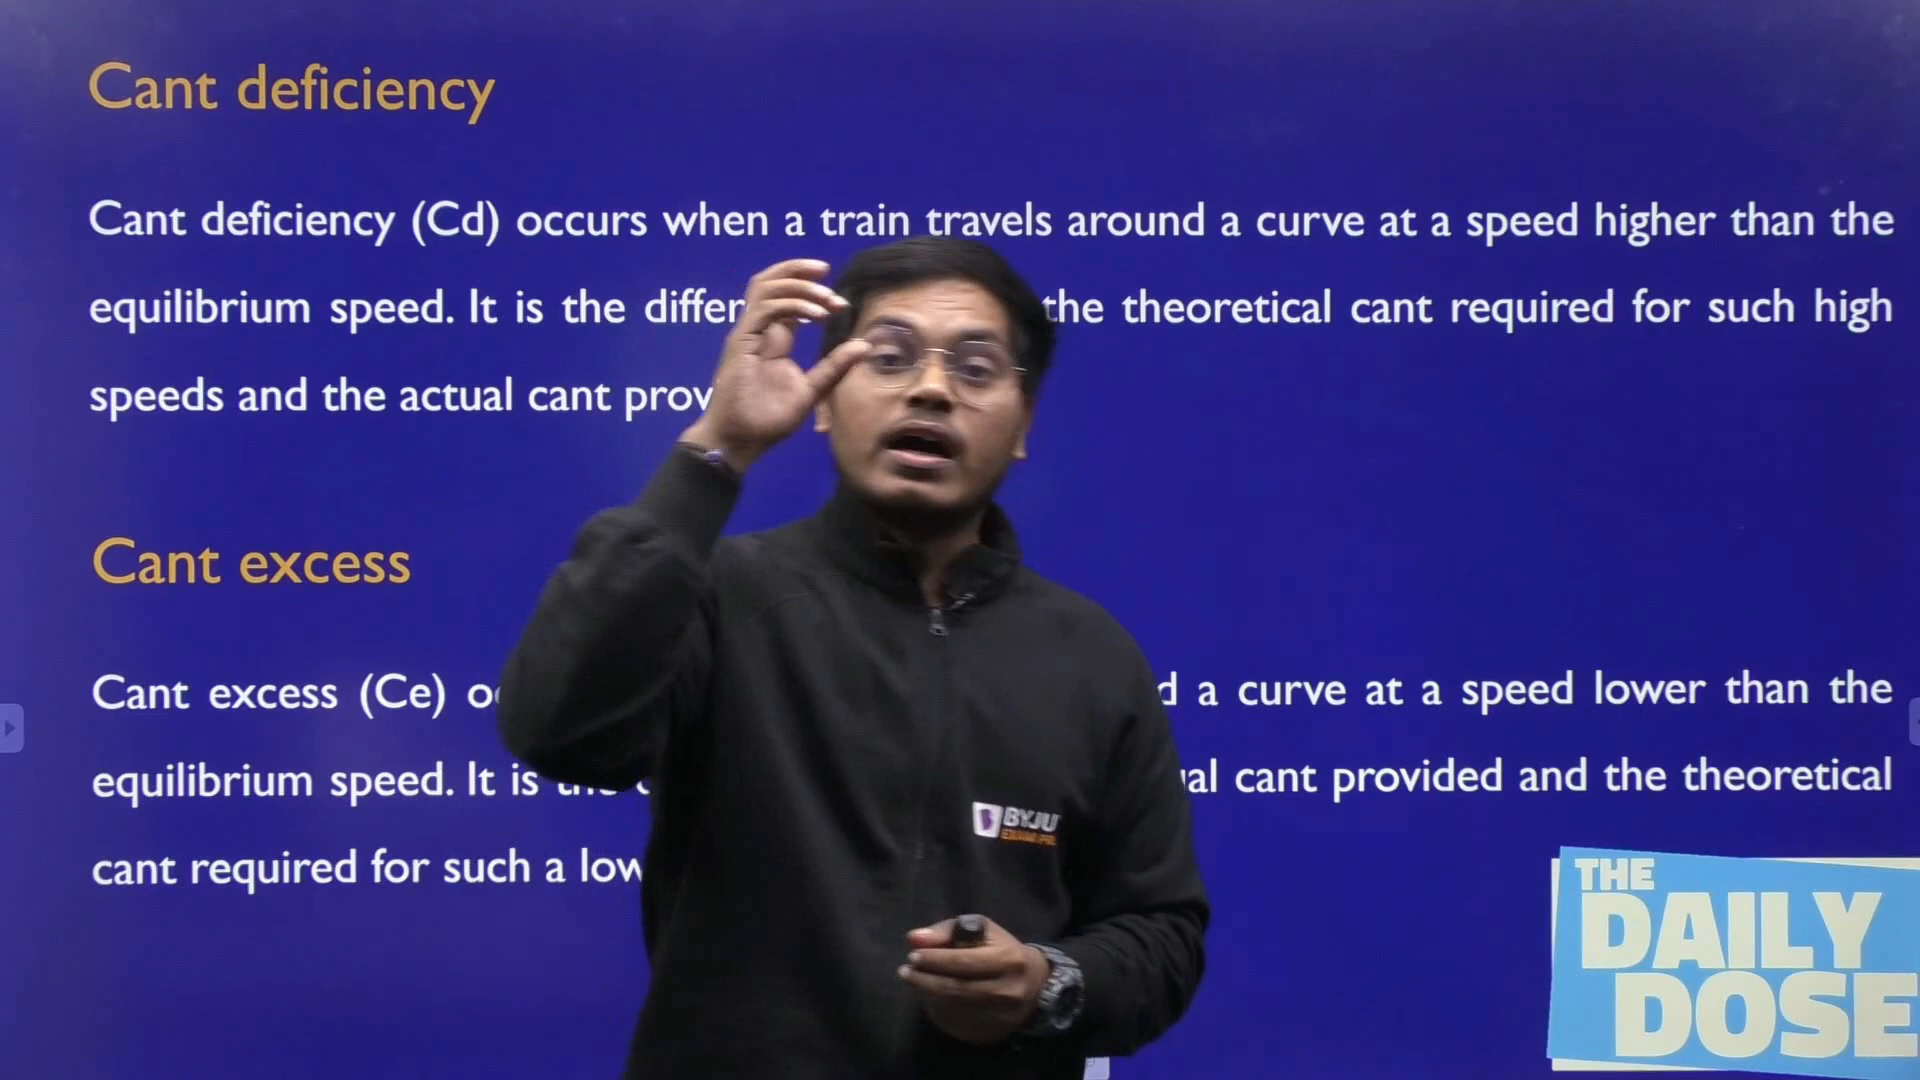 Cant deficiency
Cant deficiency (Cd) occurs when a train travels around a curve at a speed higher than the
equilibrium speed. It is the the theoretical cant required for such high
speeds and the actual cant
Cant excess
Cant excess (Ce) a curve at a speed lower than the
equilibrium speed. It is cant provided and the theoretical
cant required for such a
BYJU
THE
DAILY
DOSE